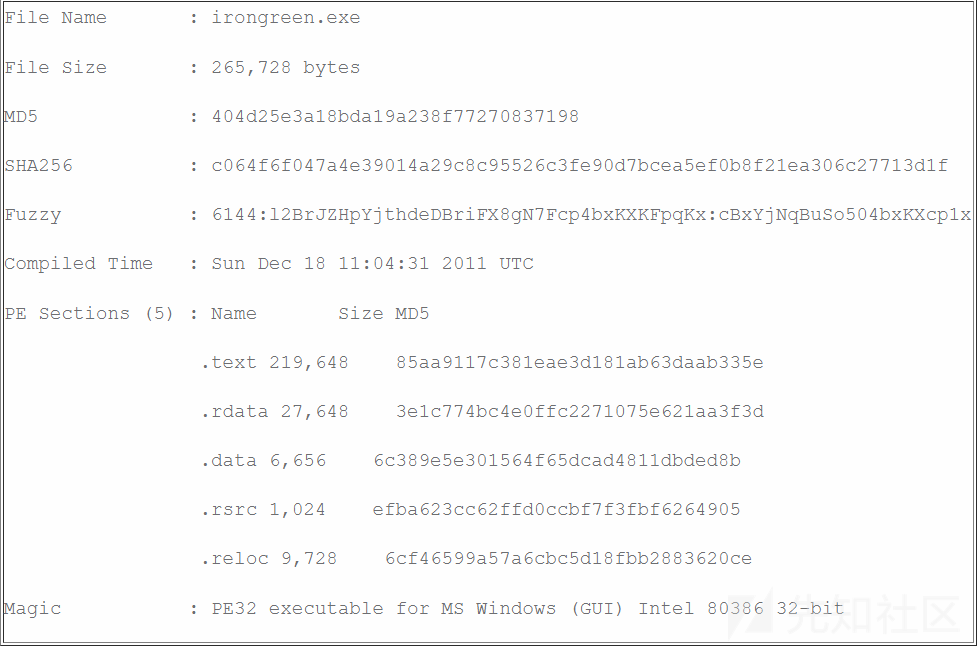 File Name : irongreen.exe
File Size : 265,728 bytes
MD5 : 404d25e3a18bda19a238f77270837198
SHA256 : c064f6f047a4e39014a29c8c95526c3fe90d7bcea5ef0b8f21ea306c27713d1f
Fuzzy : 6144:l2BrJZHpYjthdeDBriFX8gN7Fcp4bxKXKFpqKx:cBxYjNqBuSo504bxKXcp1x
Compiled Time : Sun Dec 18 11:04:31 2011 UTC
PE Sections (5) : Name Size MD5
.text 219,648 85aa9117c381eae3d181ab63daab335e
.rdata 27,648 3e1c774bc4e0ffc2271075e621aa3f3d
.data 6,656 6c389e5e301564f65dcad4811dbded8b
.rsrc 1,024 efba623cc62ffd0ccbf7f3fbf6264905
.reloc 9,728 6cf46599a57a6cbc5d18fbb2883620ce
Magic : PE32 executable for MS Windows (GUI) Intel 80386 32-bit
先知社区